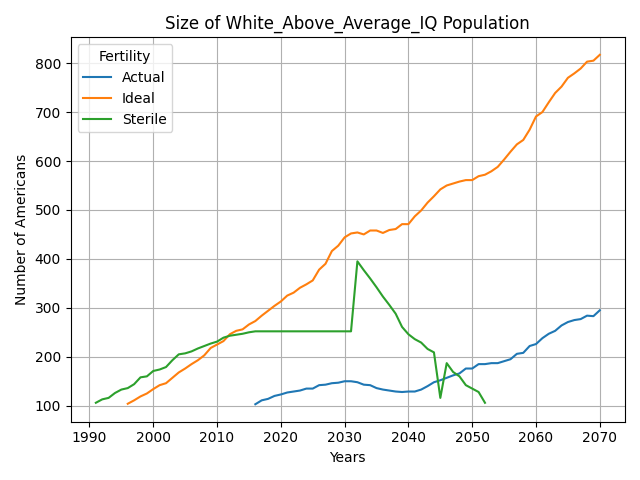 Size of White_Above_Average_IQ Population
Fertility
Actual
Ideal
Sterile
Number of Americans
800
700
600
500
400
300
200
100
1990 2000 2010 2020 2030 2040 2050 2060 2070
Years